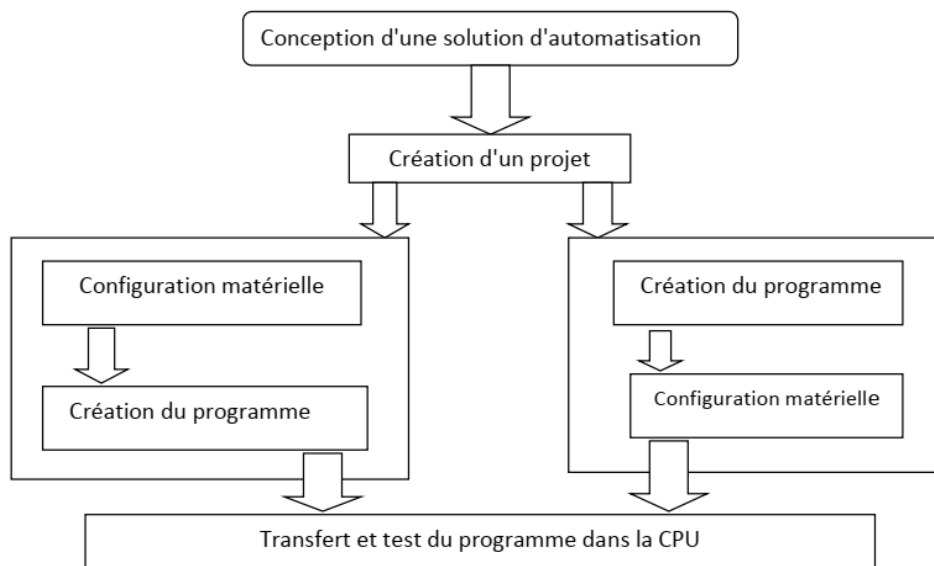 Conception d'une solution d'automatisation
Création d'un projet
Configuration matérielle
Création du programme
Création du programme
Configuration matérielle
Transfert et test du programme dans la CPU